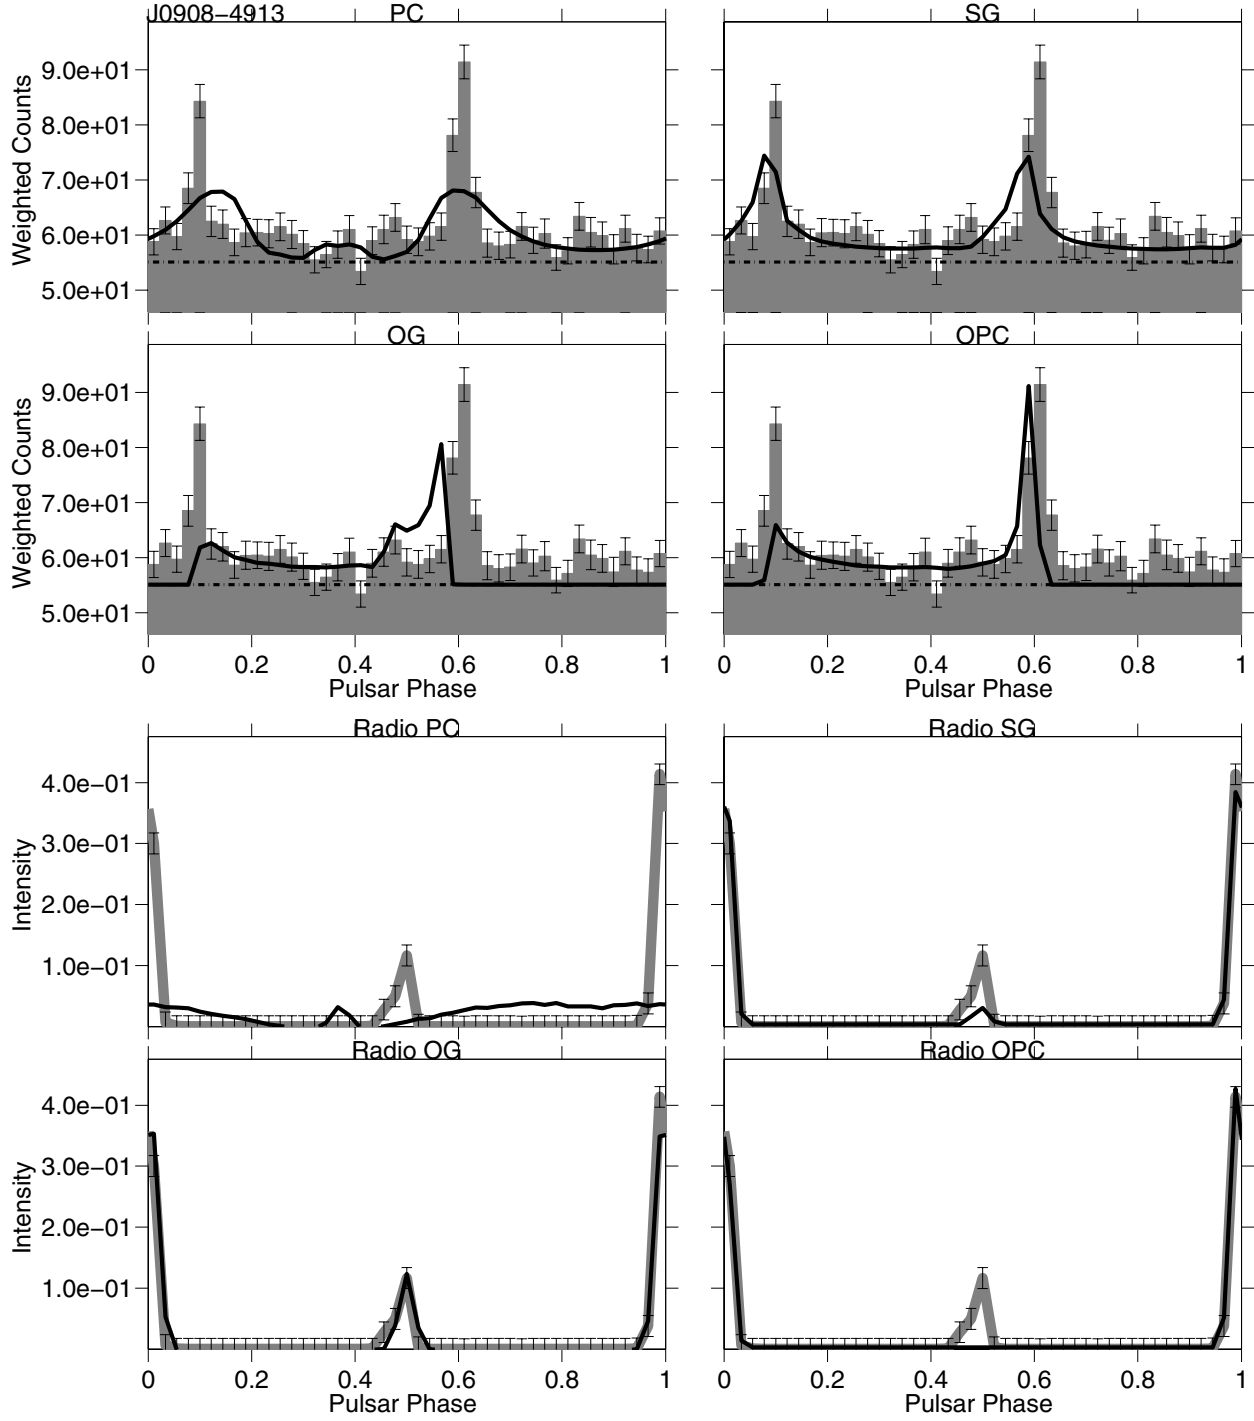 J0908−4913 PC SG
9.0e+01
8.0e+01
7.0e+01
6.0e+01
5.0e+01
Weighted Counts
OG OPC
9.0e+01
8.0e+01
7.0e+01
6.0e+01
5.0e+01
Weighted Counts
0 0.2 0.4 0.6 0.8 1 0 0.2 0.4 0.6 0.8 1
Pulsar Phase Pulsar Phase
Radio PC Radio SG
4.0e−01
3.0e−01
2.0e−01
1.0e−01
Intensity
Radio OG Radio OPC
4.0e−01
3.0e−01
2.0e−01
1.0e−01
Intensity
0 0.2 0.4 0.6 0.8 1 0 0.2 0.4 0.6 0.8 1
Pulsar Phase Pulsar Phase